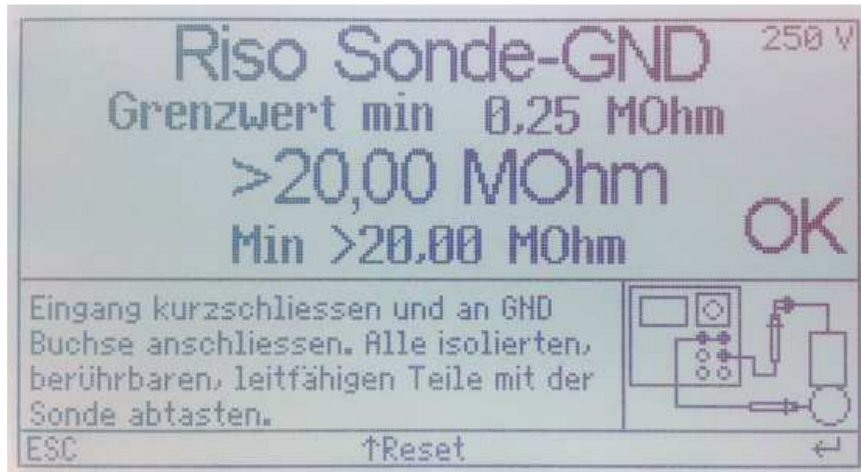 Riso Sonde-GND 250 V
Grenzwert min 0,25 MOhm
>20,00 MOhm
OK
Min >20,00 MOhm
Eingang kurzschliessen und an GND
Buchse anschliessen. Alle isolierten,
berührbaren, leitfähigen Teile mit der
Sonde abtasten.
ESC ↑Reset ↵